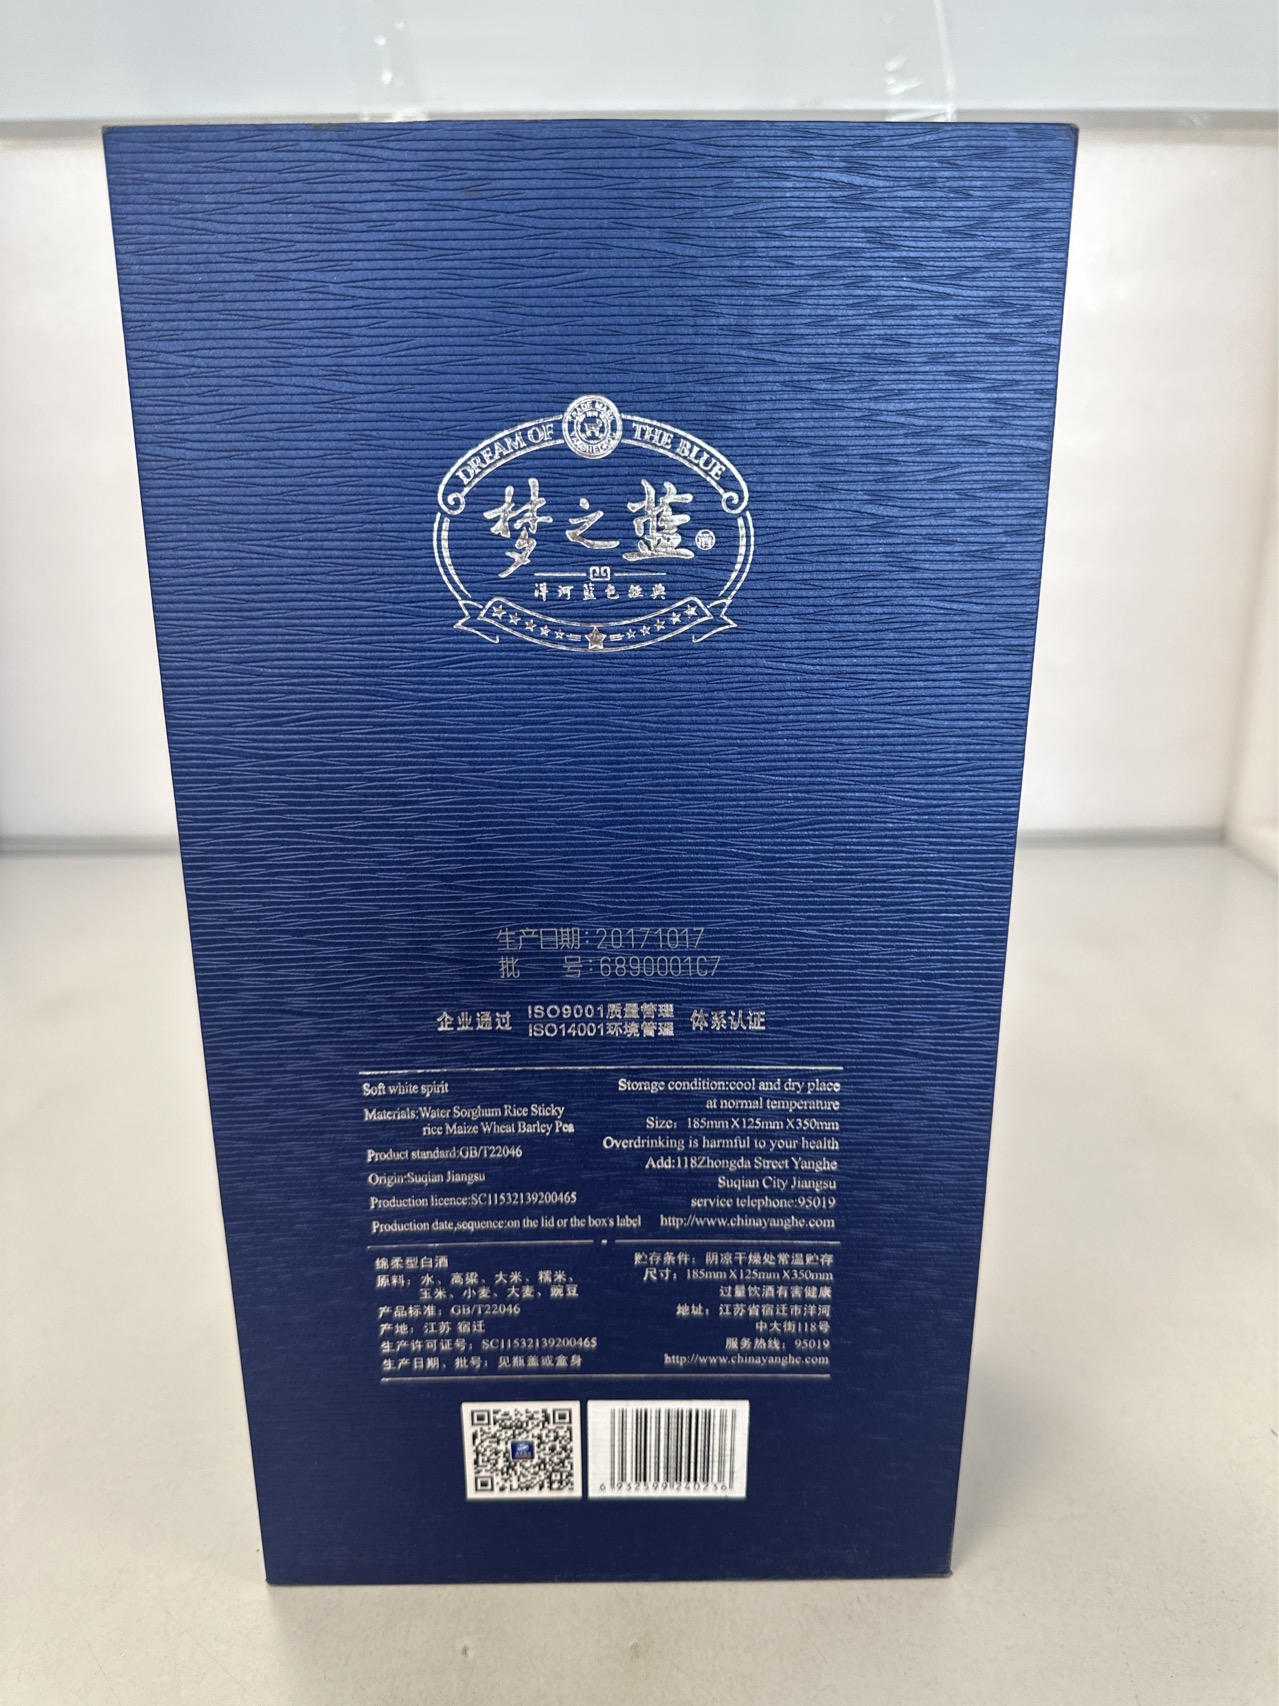 DREAM OF THE BLUE
TRADE MARK
梦之蓝
酒
洋河蓝色经典
生产日期:20171017
批 号:6890001C7
企业通过 ISO9001质量管理 体系认证
ISO14001环境管理
Soft white spirit
Materials:Water Sorghum Rice Sticky
rice Maize Wheat Barley Pea
Product standard:GB/T22046
Origin:Suqian Jiangsu
Production licence:SC11532139200465
Production date,sequence:on the lid or the box's label
Storage condition:cool and dry place
at normal temperature
Size: 185mmX125mmX350mm
Overdrinking is harmful to your health
Add:118Zhongda Street Yanghe
Suqian City Jiangsu
service telephone:95019
http://www.chinayanghe.com
绵柔型白酒
原料：水、高粱、大米、糯米、
玉米、小麦、大麦、豌豆
产品标准：GB/T22046
产地：江苏 宿迁
生产许可证号：SC11532139200465
生产日期，批号：见瓶盖或盒身
贮存条件：阴凉干燥处常温贮存
尺寸：185mmX125mmX350mm
过量饮酒有害健康
地址：江苏省宿迁市洋河
中大街118号
服务热线：95019
http://www.chinayanghe.com
6932599240236